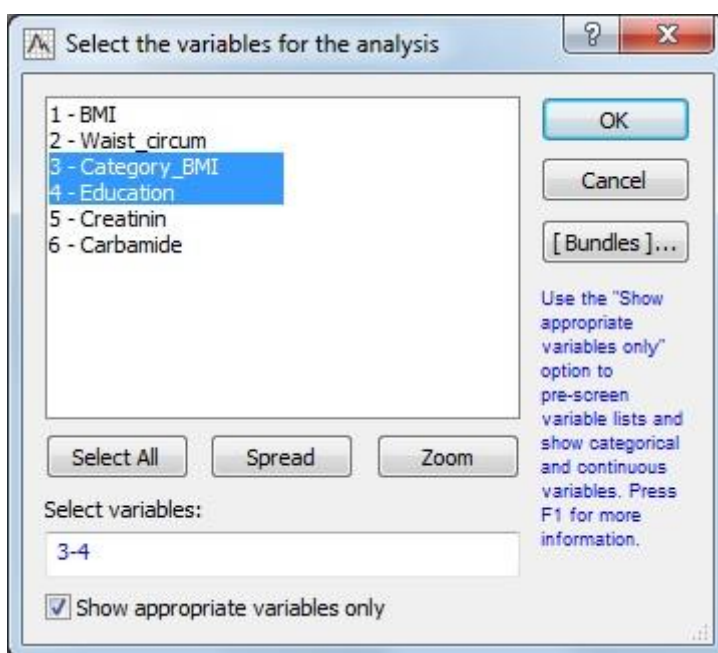 Select the variables for the analysis
?
1 - BMI
2 - Waist_circum
3 - Category_BMI
4 - Education
5 - Creatinin
6 - Carbamide
OK
Cancel
[ Bundles ]...
Use the "Show
appropriate
variables only"
option to
pre-screen
variable lists and
show categorical
and continuous
variables. Press
F1 for more
information.
Select All
Spread
Zoom
Select variables:
3-4
Show appropriate variables only